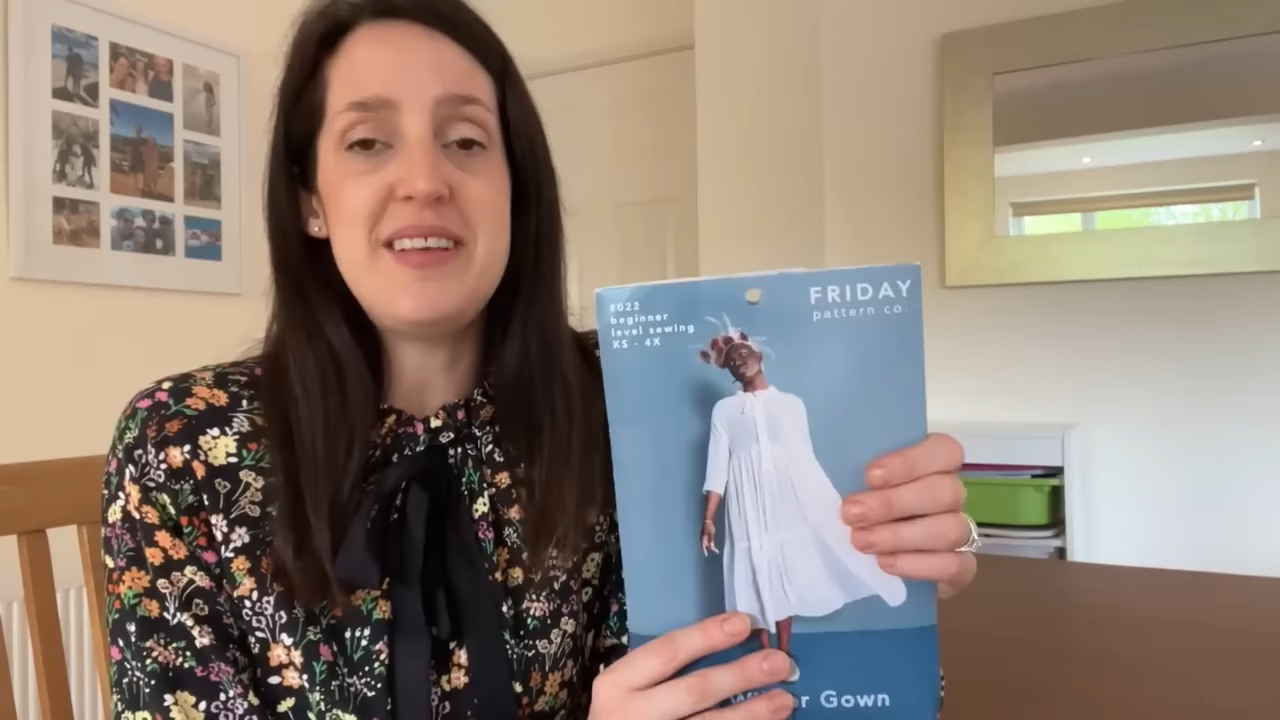 #022
beginner
level sewing
XS - 4X
FRIDAY
pattern co.
Gown